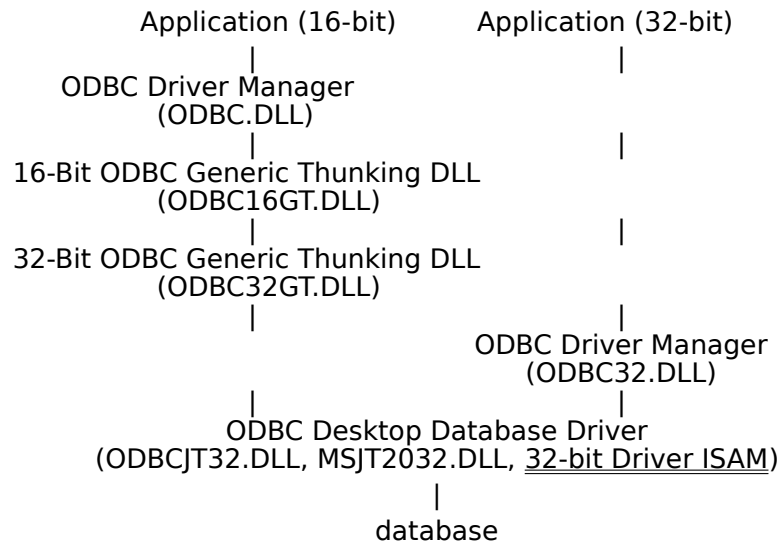 Application (16-bit) Application (32-bit)
| |
ODBC Driver Manager
(ODBC.DLL)
| |
16-Bit ODBC Generic Thunking DLL
(ODBC16GT.DLL)
| |
32-Bit ODBC Generic Thunking DLL
(ODBC32GT.DLL)
| |
ODBC Driver Manager
(ODBC32.DLL)
| |
ODBC Desktop Database Driver
(ODBCJT32.DLL, MSJT2032.DLL, 32-bit Driver ISAM)
|
database